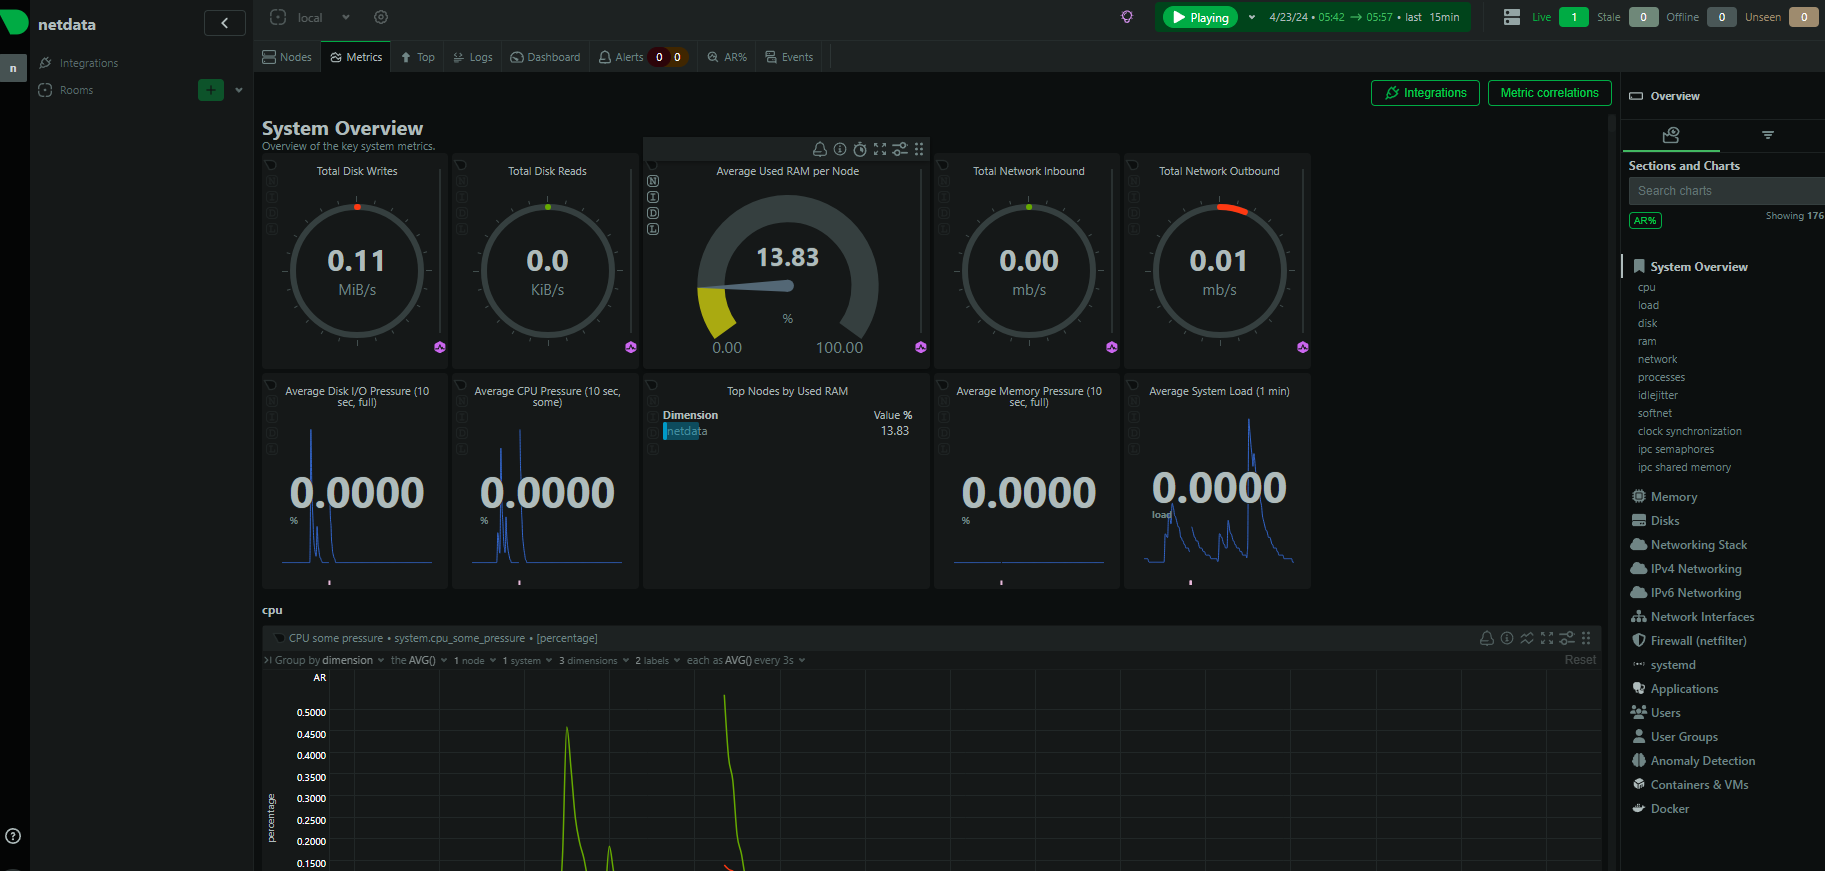 netdata
n
Integrations
Rooms
local
Playing
4/23/24 • 05:42 → 05:57 • last 15min
Live 1 Stale 0 Offline 0 Unseen 0
Nodes Metrics Top Logs Dashboard Alerts 0 0 AR% Events
Integrations Metric correlations
System Overview
Overview of the key system metrics.
Total Disk Writes
0.11
MiB/s
Total Disk Reads
0.0
KiB/s
Average Used RAM per Node
N
I
D
L
13.83
%
0.00 100.00
Total Network Inbound
0.00
mb/s
Total Network Outbound
0.01
mb/s
Average Disk I/O Pressure (10
sec, full)
0.0000
%
Average CPU Pressure (10 sec,
some)
0.0000
%
Top Nodes by Used RAM
Dimension Value %
netdata 13.83
Average Memory Pressure (10
sec, full)
0.0000
%
Average System Load (1 min)
0.0000
load
cpu
CPU some pressure • system.cpu_some_pressure • [percentage]
Group by dimension the AVG() 1 node 1 system 3 dimensions 2 labels each as AVG() every 3s Reset
AR
0.5000
0.4500
0.4000
0.3500
0.3000
0.2500
0.2000
0.1500
percentage
Overview
Sections and Charts
Search charts
AR% Showing 176
System Overview
cpu
load
disk
ram
network
processes
idlejitter
softnet
clock synchronization
ipc semaphores
ipc shared memory
Memory
Disks
Networking Stack
IPv4 Networking
IPv6 Networking
Network Interfaces
Firewall (netfilter)
systemd
Applications
Users
User Groups
Anomaly Detection
Containers & VMs
Docker